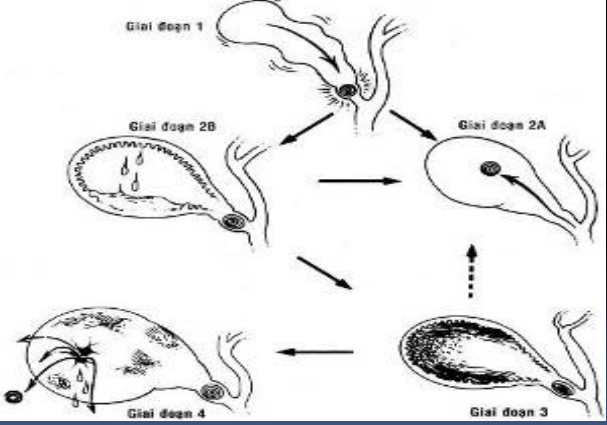 Giai đoạn 1
Giai đoạn 2B
Giai đoạn 2A
Giai đoạn 4
Giai đoạn 3